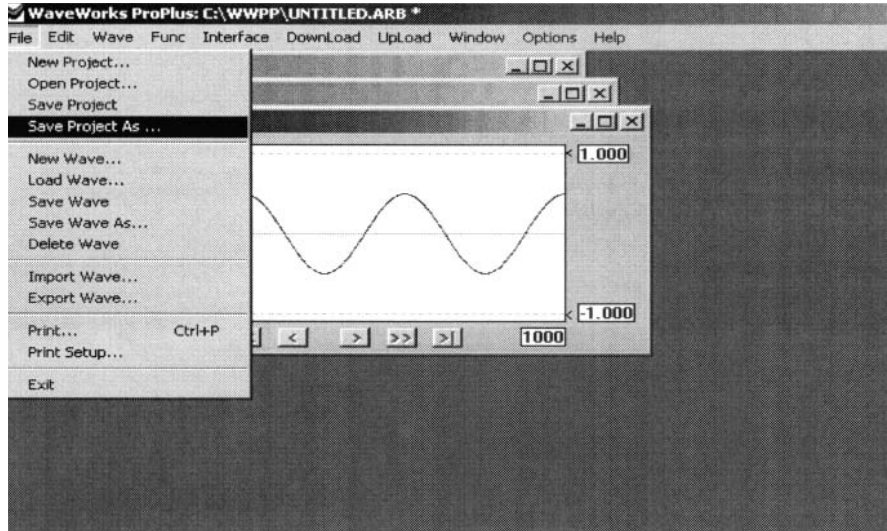 WaveWorks ProPlus: C:\WWPP\UNTITLED.ARB *
File Edit Wave Func Interface DownLoad UpLoad Window Options Help
New Project...
Open Project...
Save Project
Save Project As ...
New Wave...
Load Wave...
Save Wave
Save Wave As...
Delete Wave
Import Wave...
Export Wave...
Print... Ctrl+P
Print Setup...
Exit
< 1.000
< -1.000
< > >> >|
1000